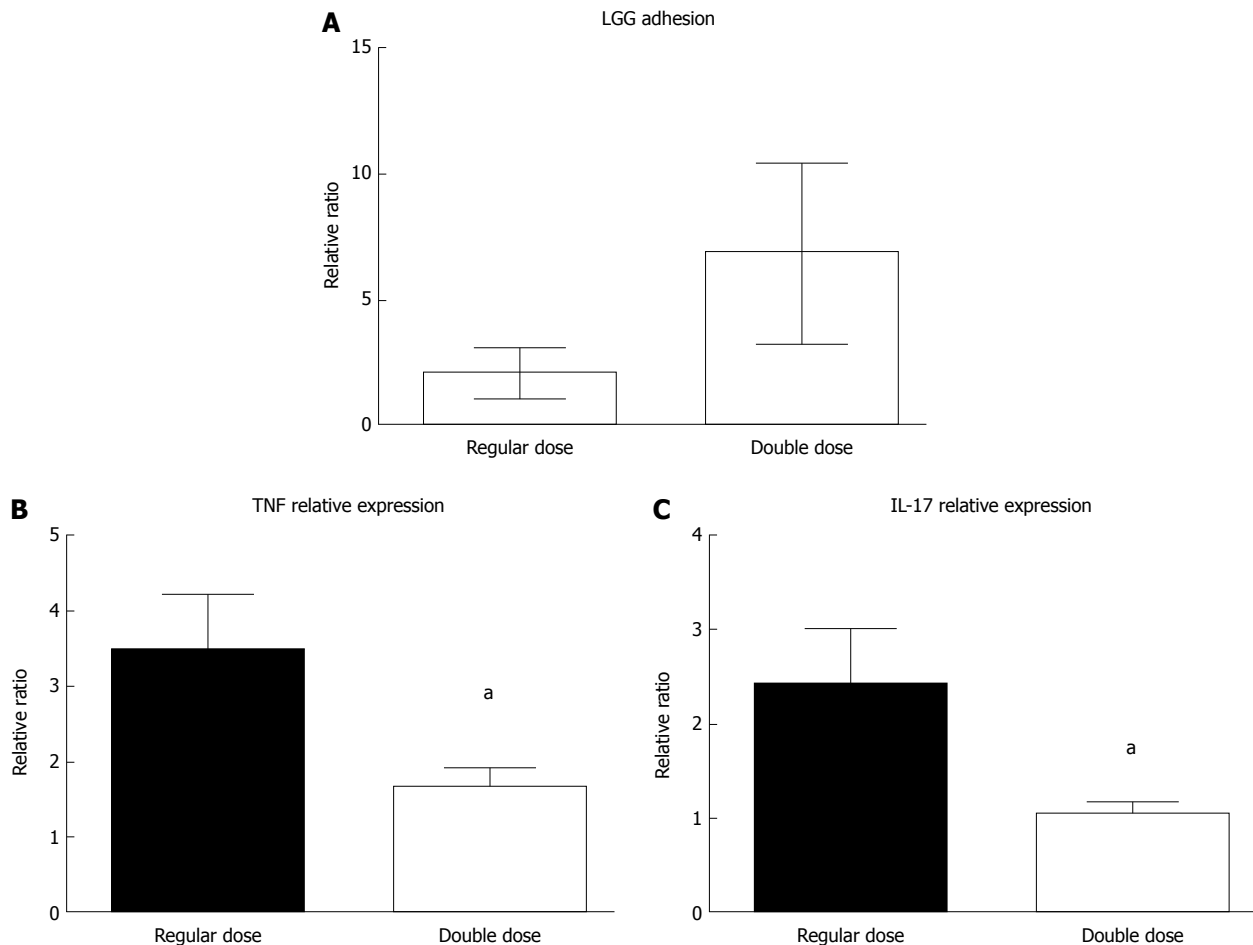 A
LGG adhesion
15
10
5
0
Relative ratio
Regular dose
Double dose
B
TNF relative expression
5
4
3
2
1
0
Relative ratio
a
Regular dose
Double dose
C
IL-17 relative expression
4
3
2
1
0
Relative ratio
a
Regular dose
Double dose